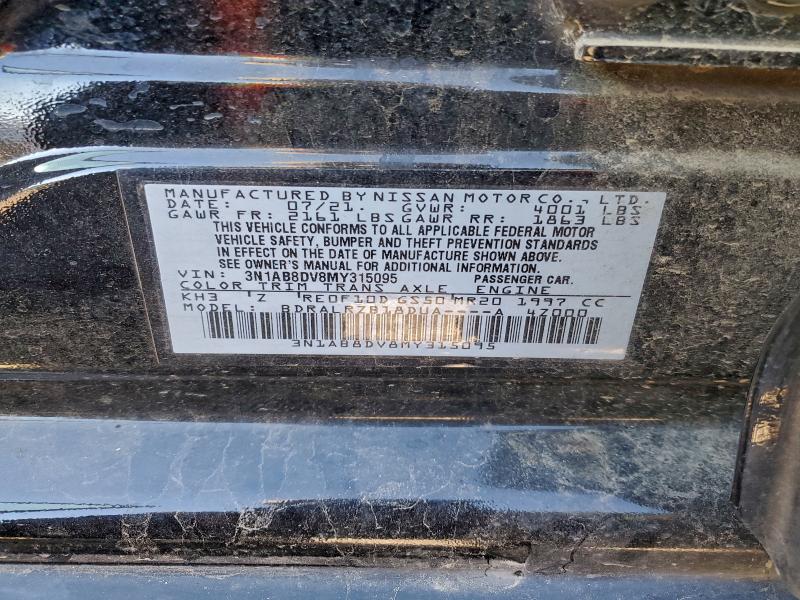 MANUFACTURED BY NISSAN MOTOR CO., LTD.
DATE: 07/21. GVWR: 4001 LBS
GAWR FR: 2161 LBS GAWR RR: 1863 LBS
THIS VEHICLE CONFORMS TO ALL APPLICABLE FEDERAL MOTOR
VEHICLE SAFETY, BUMPER AND THEFT PREVENTION STANDARDS
IN EFFECT ON THE DATE OF MANUFACTURE SHOWN ABOVE.
SEE OWNER'S MANUAL FOR ADDITIONAL INFORMATION.
VIN: 3N1AB8DV8MY315095 PASSENGER CAR.
COLOR TRIM TRANS AXLE ENGINE
KH3 'Z 'RE0F10D GS50 MR20 1997 CC
MODEL: BDRALRZB18DUA----A 4Z000
3N1AB8DV8MY315095